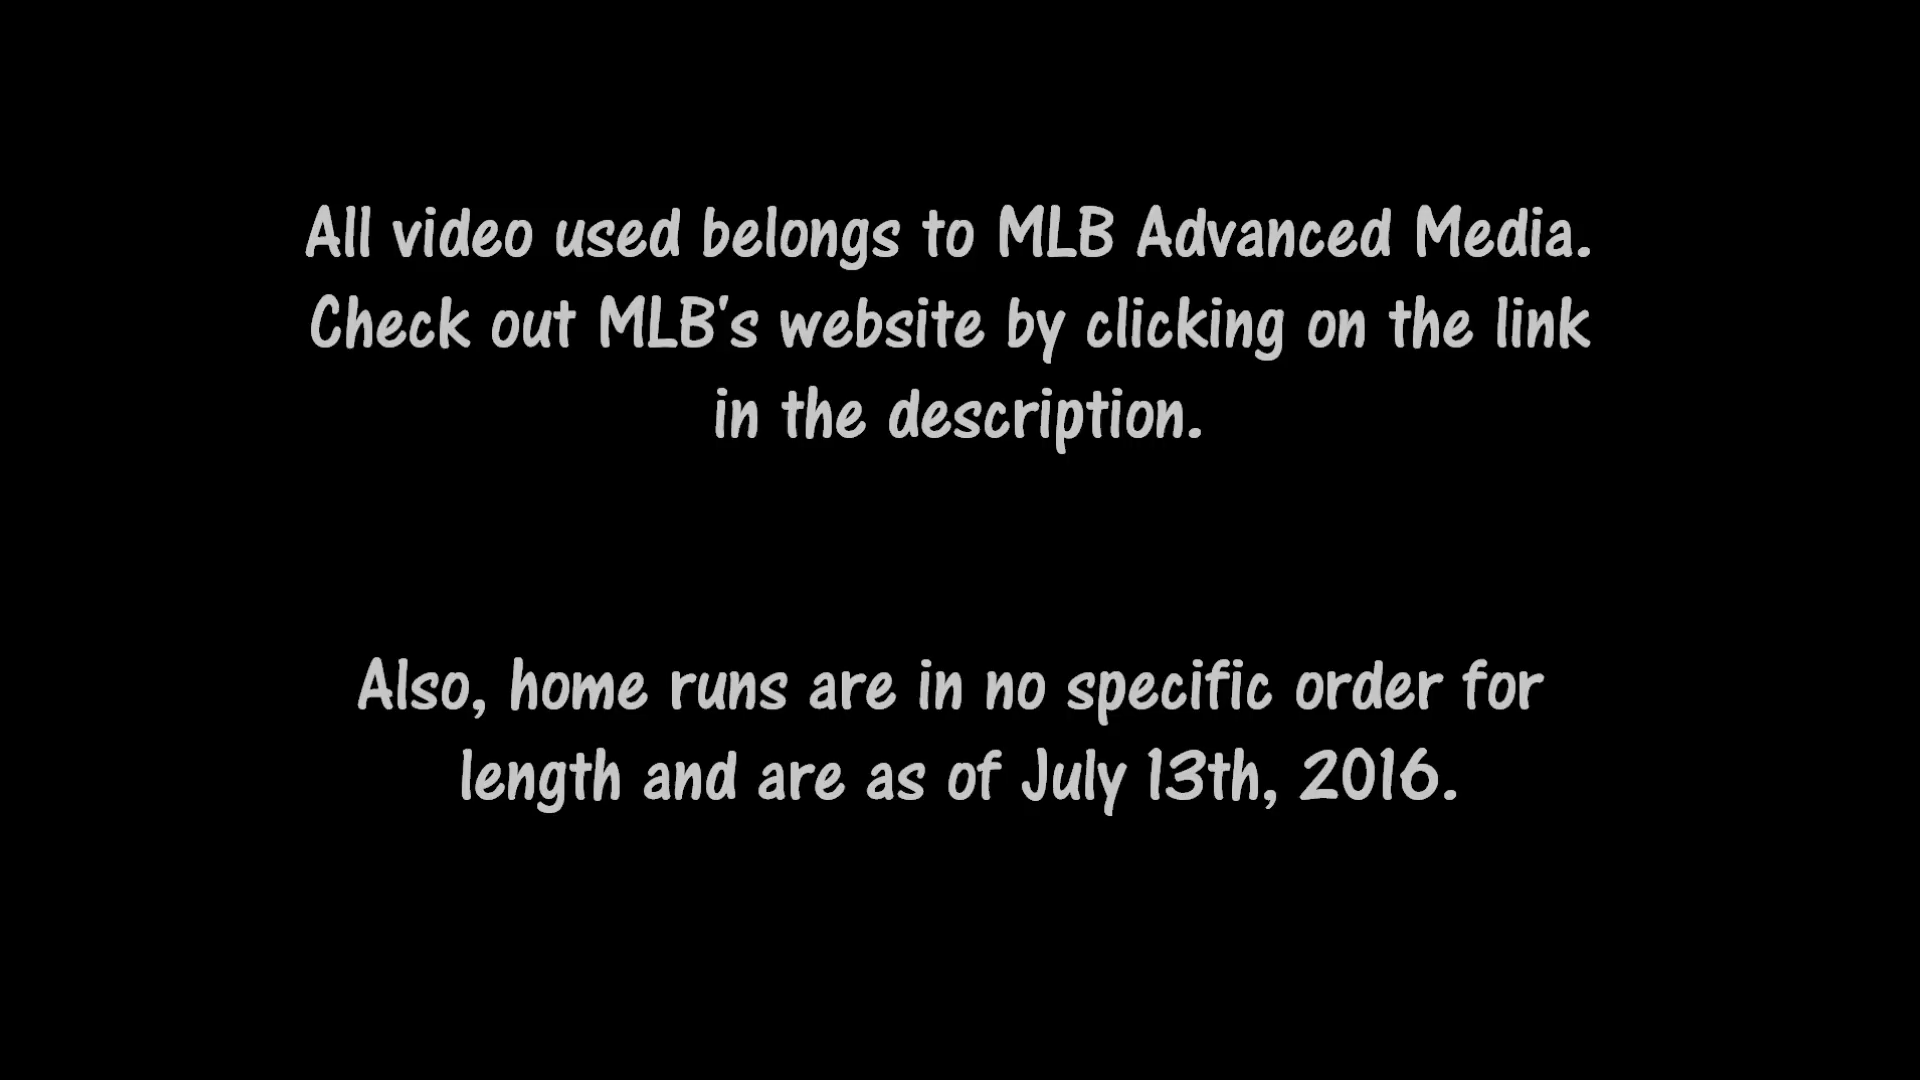 All video used belongs to MLB Advanced Media.
Check out MLB's website by clicking on the link
in the description.
Also, home runs are in no specific order for
length and are as of July 13th, 2016.